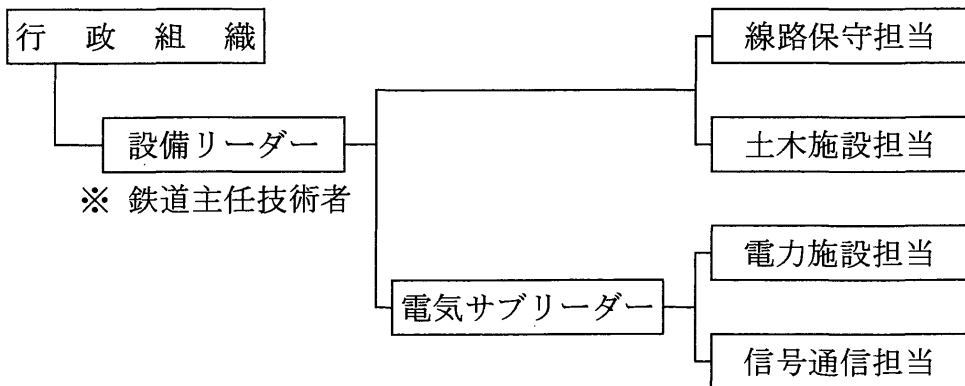 行政組織
線路保守担当
設備リーダー
土木施設担当
※ 鉄道主任技術者
電力施設担当
電気サブリーダー
信号通信担当